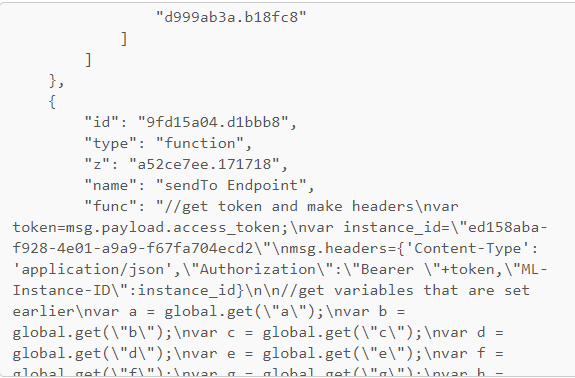 "d999ab3a.b18fc8"
]
]
},
{
"id": "9fd15a04.d1bbb8",
"type": "function",
"z": "a52ce7ee.171718",
"name": "sendTo Endpoint",
"func": "//get token and make headers\nvar
token=msg.payload.access_token;\nvar instance_id=\"ed158aba-
f928-4e01-a9a9-f67fa704ecd2\"\nmsg.headers={'Content-Type':
'application/json',\"Authorization\":\"Bearer \"+token,\"ML-
Instance-ID\":instance_id}\n\n//get variables that are set
earlier\nvar a = global.get(\"a\");\nvar b =
global.get(\"b\");\nvar c = global.get(\"c\");\nvar d =
global.get(\"d\");\nvar e = global.get(\"e\");\nvar f =
global.get(\"f\");\nvar g = global.get(\"g\");\nvar h =